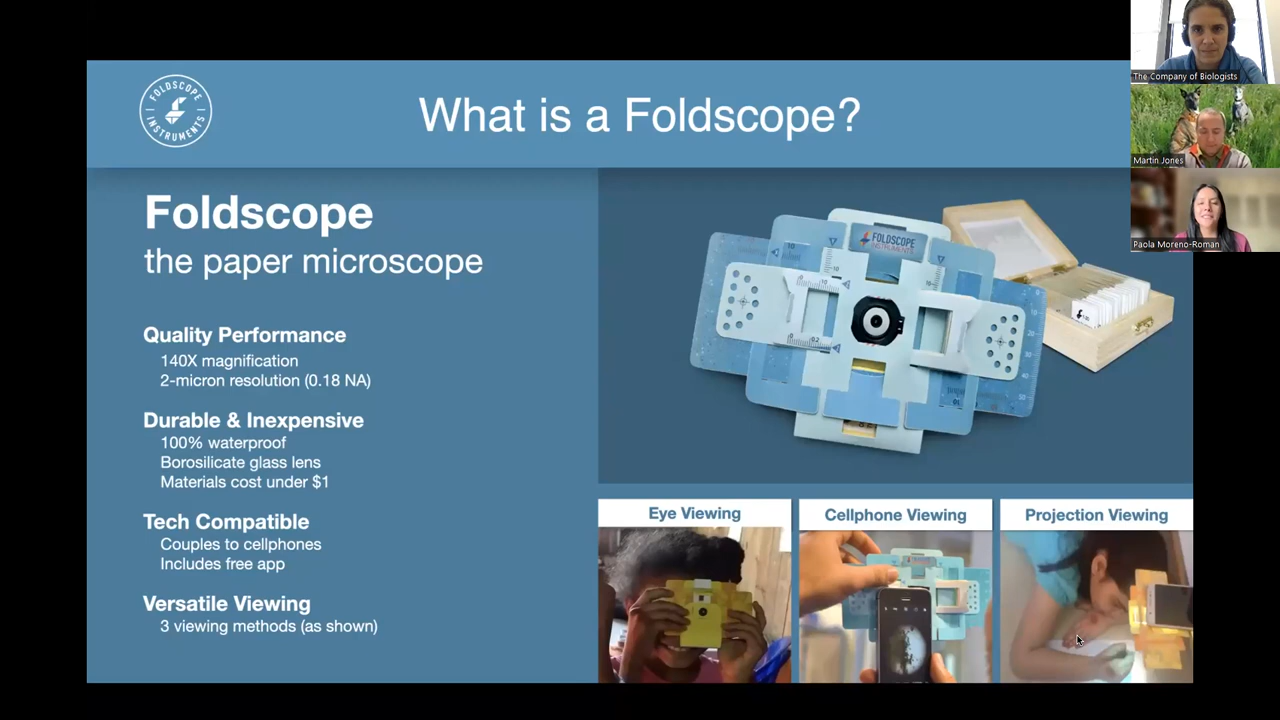 FOLDSCOPE
INSTRUMENTS
What is a Foldscope?
The Company of Biologists
Martin Jones
Paola Moreno-Roman
Foldscope
the paper microscope
Quality Performance
140X magnification
2-micron resolution (0.18 NA)
Durable & Inexpensive
100% waterproof
Borosilicate glass lens
Materials cost under $1
Tech Compatible
Couples to cellphones
Includes free app
Versatile Viewing
3 viewing methods (as shown)
FOLDSCOPE
INSTRUMENTS
Eye Viewing
Cellphone Viewing
Projection Viewing